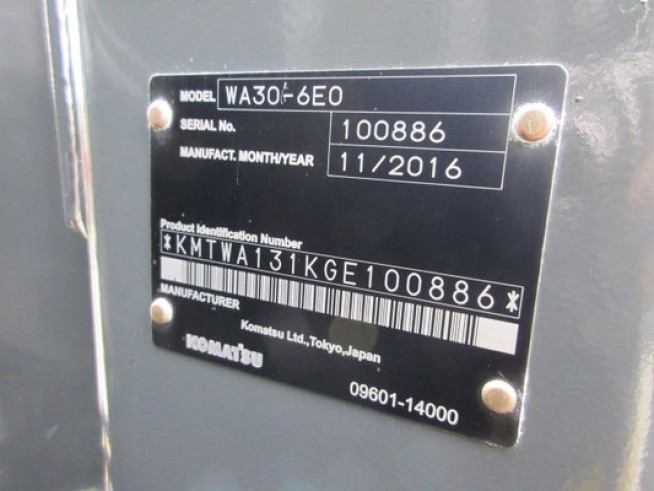 MODEL WA30-6E0
SERIAL No. 100886
MANUFACT. MONTH/YEAR 11/2016
Product Identification Number
*KMTWA131KGE100886*
MANUFACTURER
Komatsu Ltd.,Tokyo,Japan
KOMATSU
09601-14000